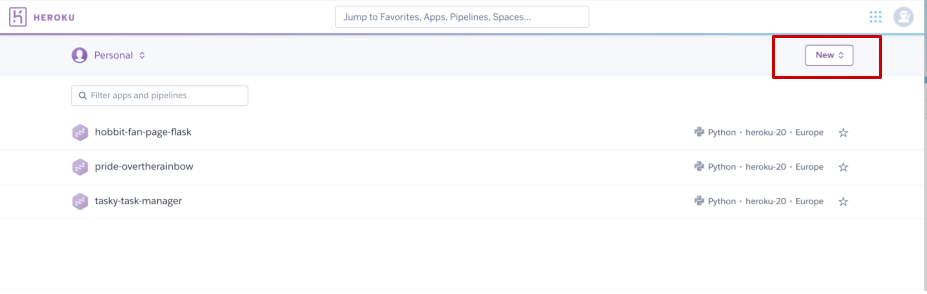 HEROKU
Jump to Favorites, Apps, Pipelines, Spaces...
Personal
New
Filter apps and pipelines
hobbit-fan-page-flask Python · heroku-20 · Europe
pride-overtherainbow Python · heroku-20 · Europe
tasky-task-manager Python · heroku-20 · Europe